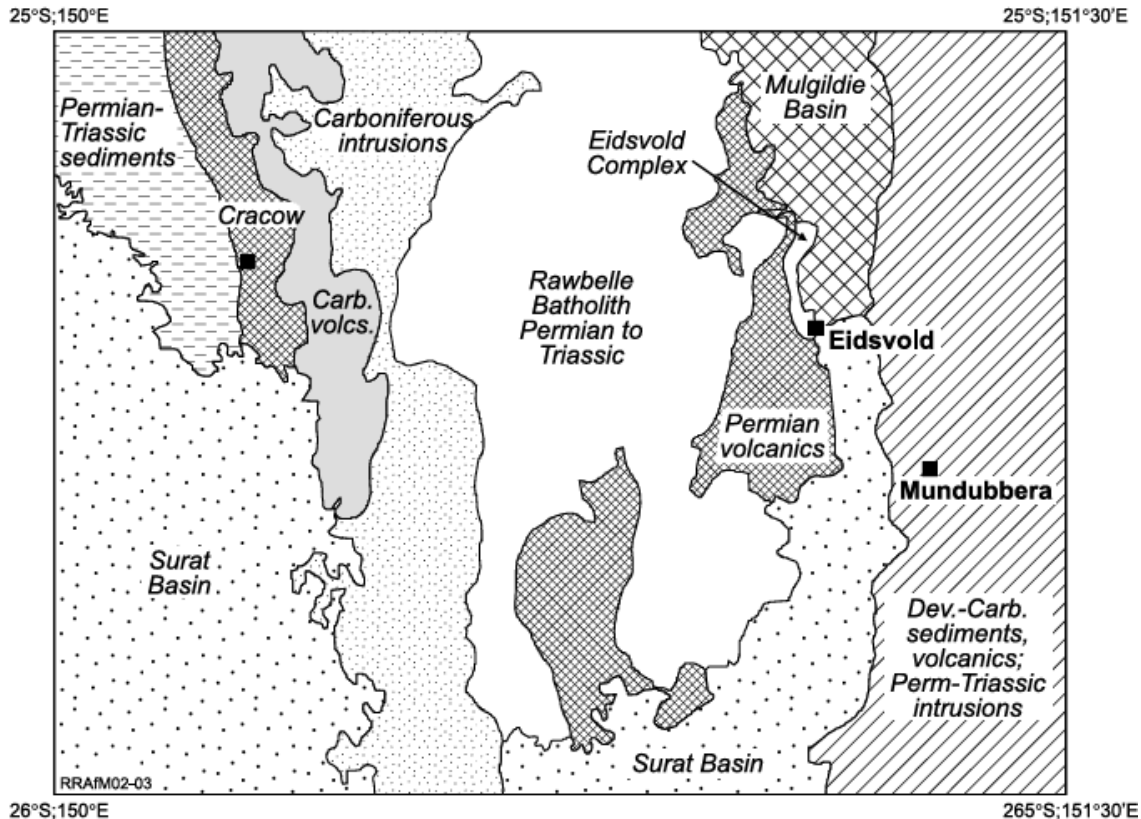 25°S;150°E
25°S;151°30'E
Permian-
Triassic
sediments
Carboniferous
intrusions
Mulgildie
Basin
Eidsvold
Complex
Cracow
Carb.
volcs.
Rawbelle
Batholith
Permian to
Triassic
Eidsvold
Permian
volcanics
Mundubbera
Surat
Basin
Dev.-Carb.
sediments,
volcanics;
Perm-Triassic
intrusions
Surat Basin
RRAfM02-03
26°S;150°E
265°S;151°30'E